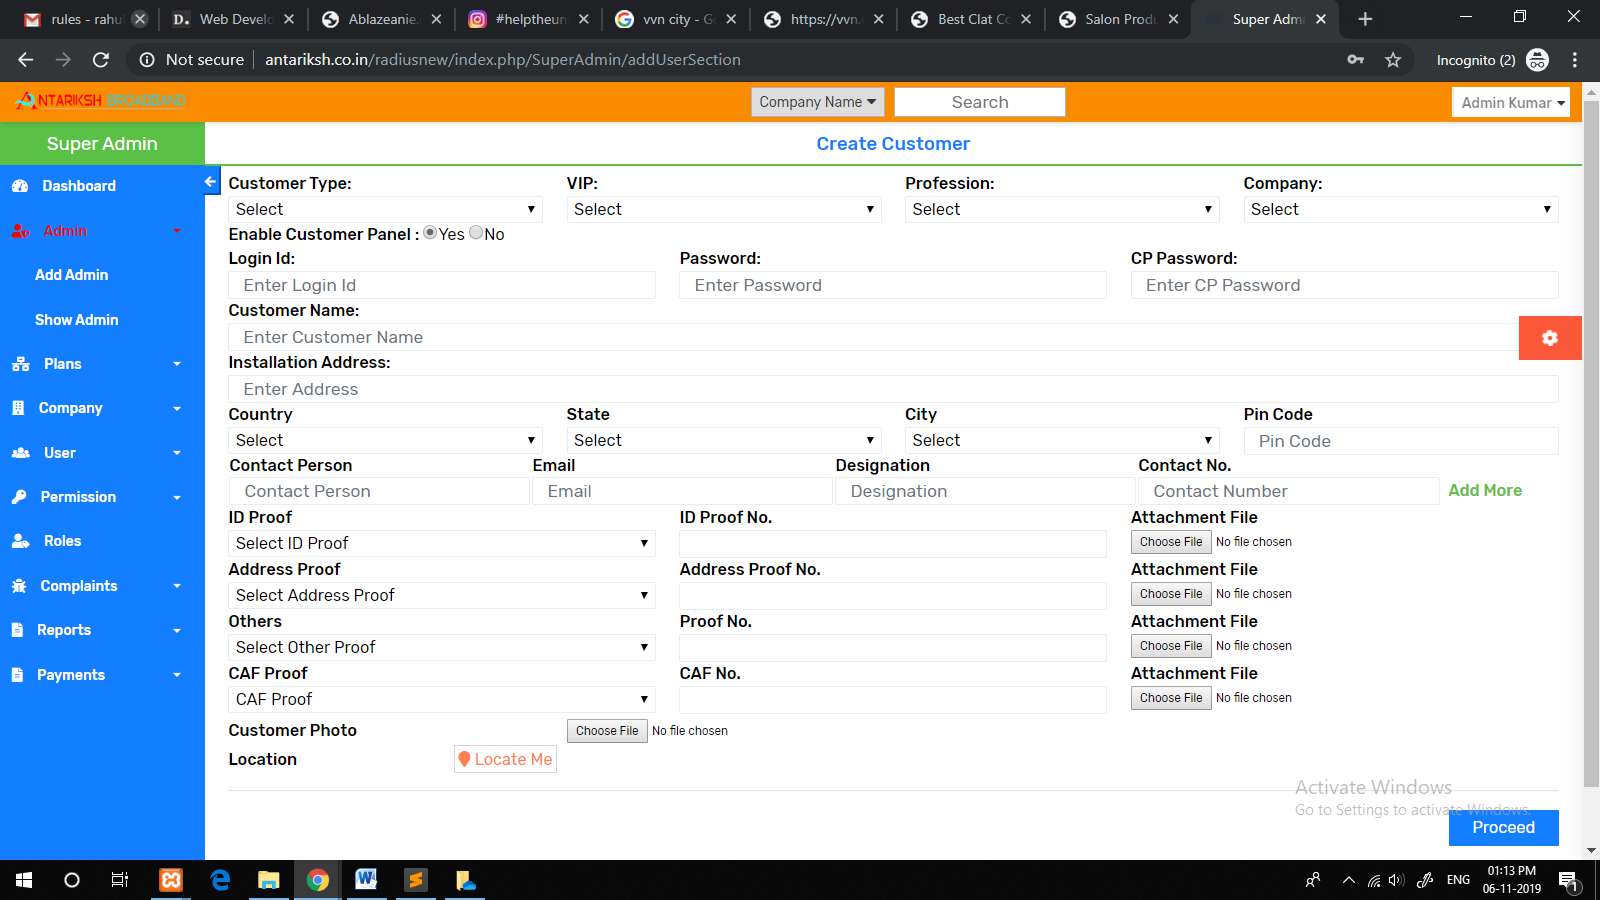 rules - rahul
Web Develo
Ablazeanie.c
#helptheun
vvn city - Go
https://vvn.c
Best Clat Co
Salon Produ
Super Admi
Not secure
antariksh.co.in/radiusnew/index.php/SuperAdmin/addUserSection
Incognito (2)
ANTARIKSH BROADBAND
Company Name
Search
Admin Kumar
Super Admin
Create Customer
Dashboard
Admin
Add Admin
Show Admin
Plans
Company
User
Permission
Roles
Complaints
Reports
Payments
Customer Type: VIP: Profession: Company:
Select Select Select Select
Enable Customer Panel : Yes No
Login Id: Password: CP Password:
Enter Login Id Enter Password Enter CP Password
Customer Name:
Enter Customer Name
Installation Address:
Enter Address
Country State City Pin Code
Select Select Select Pin Code
Contact Person Email Designation Contact No.
Contact Person Email Designation Contact Number Add More
ID Proof ID Proof No. Attachment File
Select ID Proof Choose File No file chosen
Address Proof Address Proof No. Attachment File
Select Address Proof Choose File No file chosen
Others Proof No. Attachment File
Select Other Proof Choose File No file chosen
CAF Proof CAF No. Attachment File
CAF Proof Choose File No file chosen
Customer Photo Choose File No file chosen
Location Locate Me
Activate Windows
Go to Settings to activate Windows.
Proceed
ENG
01:13 PM
06-11-2019
1